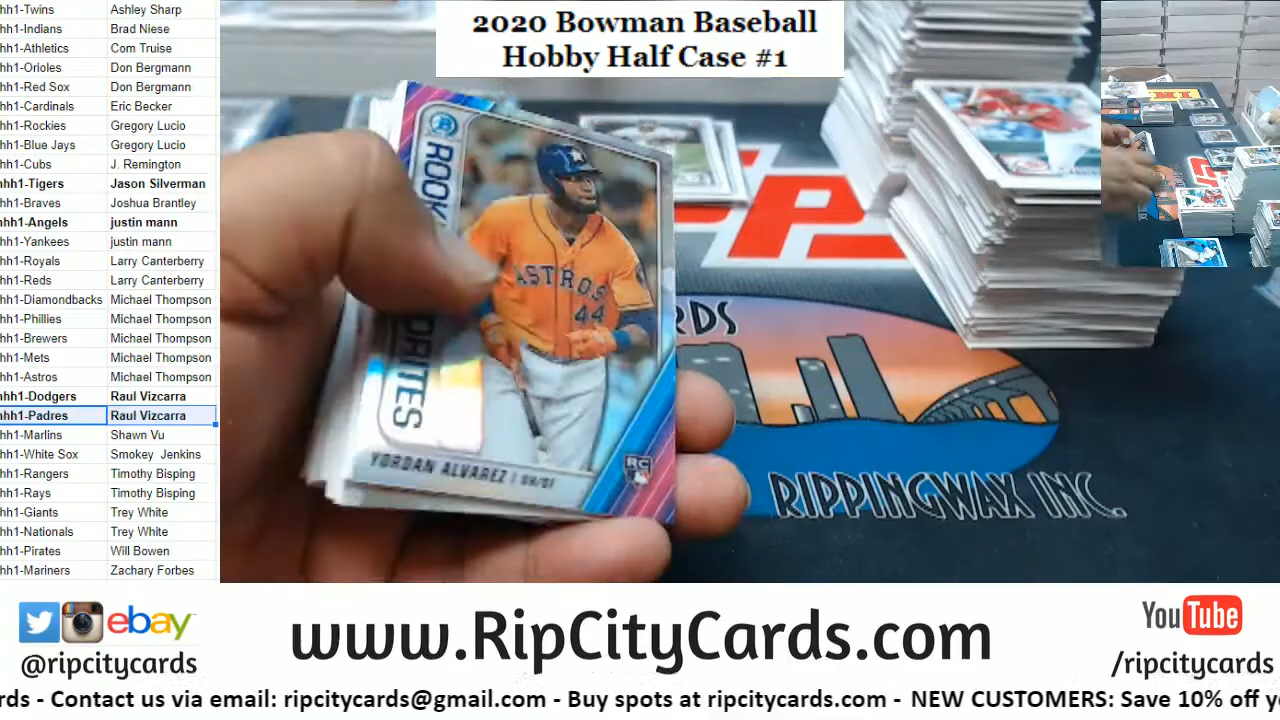 hh1-Twins Ashley Sharp
hh1-Indians Brad Niese
hh1-Athletics Com Truise
hh1-Orioles Don Bergmann
hh1-Red Sox Don Bergmann
hh1-Cardinals Eric Becker
hh1-Rockies Gregory Lucio
hh1-Blue Jays Gregory Lucio
hh1-Cubs J. Remington
hh1-Tigers Jason Silverman
hh1-Braves Joshua Brantley
hh1-Angels justin mann
hh1-Yankees justin mann
hh1-Royals Larry Canterberry
hh1-Reds Larry Canterberry
hh1-Diamondbacks Michael Thompson
hh1-Phillies Michael Thompson
hh1-Brewers Michael Thompson
hh1-Mets Michael Thompson
hh1-Astros Michael Thompson
hh1-Dodgers Raul Vizcarra
hh1-Padres Raul Vizcarra
hh1-Marlins Shawn Vu
hh1-White Sox Smokey Jenkins
hh1-Rangers Timothy Bisping
hh1-Rays Timothy Bisping
hh1-Giants Trey White
hh1-Nationals Trey White
hh1-Pirates Will Bowen
hh1-Mariners Zachary Forbes
2020 Bowman Baseball
Hobby Half Case #1
B
ROOK
ORITES
ASTROS
44
YORDAN ALVAREZ | DH/OF
RC
RDS
RIPPINGWAX INC.
ebay
@ripcitycards
www.RipCityCards.com
YouTube
/ripcitycards
rds - Contact us via email: ripcitycards@gmail.com - Buy spots at ripcitycards.com - NEW CUSTOMERS: Save 10% off yo